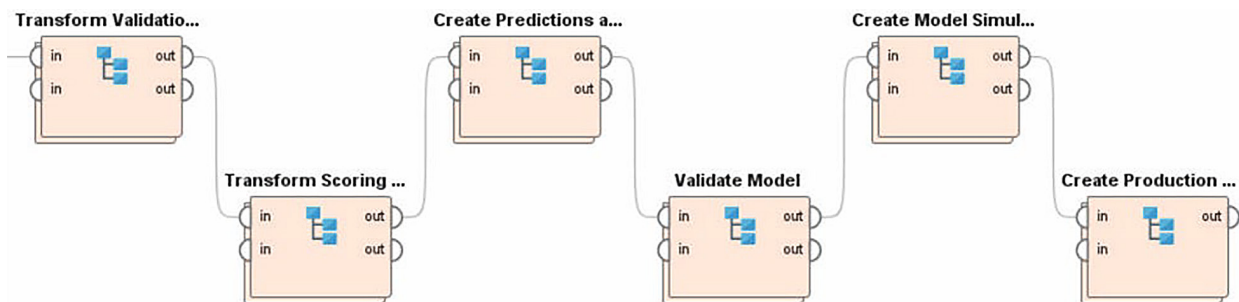 Transform Validatio...
in out
in out
Transform Scoring ...
in out
in out
Create Predictions a...
in out
in out
Validate Model
in out
in out
Create Model Simul...
in out
in out
Create Production ...
in out
in